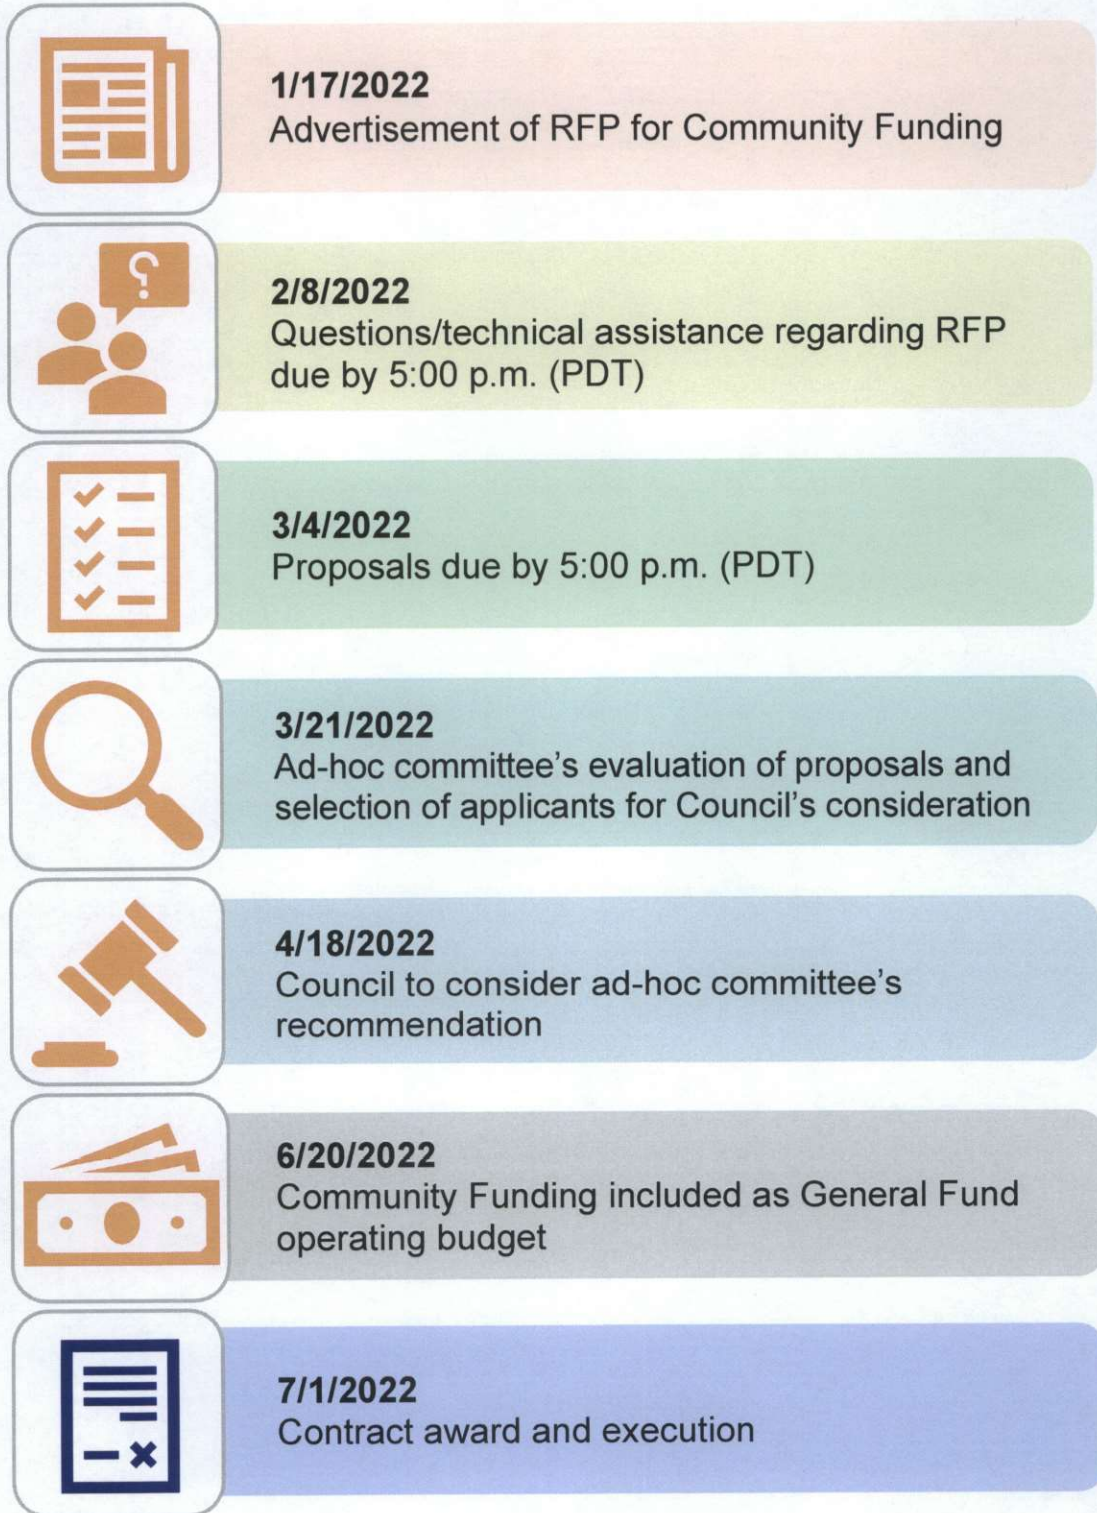 1/17/2022
Advertisement of RFP for Community Funding
?
2/8/2022
Questions/technical assistance regarding RFP
due by 5:00 p.m. (PDT)
3/4/2022
Proposals due by 5:00 p.m. (PDT)
3/21/2022
Ad-hoc committee’s evaluation of proposals and
selection of applicants for Council’s consideration
4/18/2022
Council to consider ad-hoc committee’s
recommendation
6/20/2022
Community Funding included as General Fund
operating budget
7/1/2022
Contract award and execution